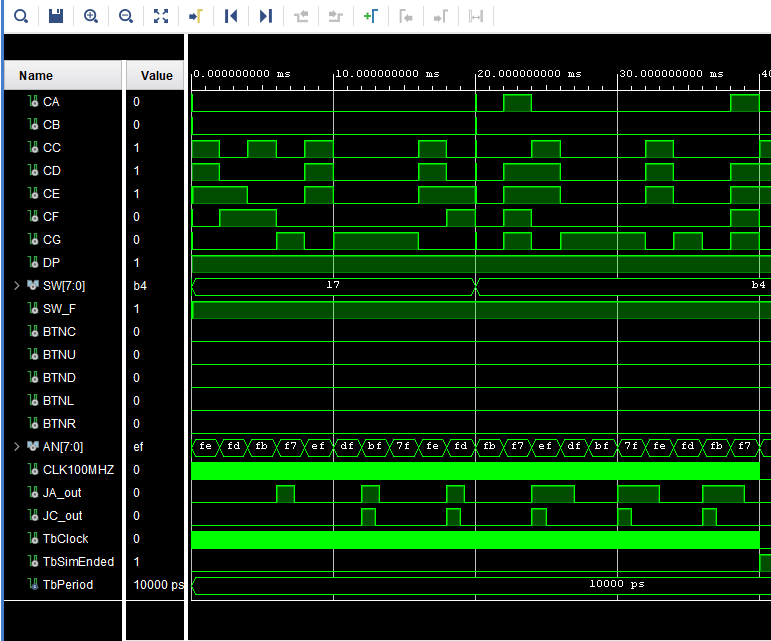 Name Value
0.000000000 ms 10.000000000 ms 20.000000000 ms 30.000000000 ms 40
CA 0
CB 0
CC 1
CD 1
CE 1
CF 0
CG 0
DP 1
SW[7:0] b4 17 b4
SW_F 1
BTNC 0
BTNU 0
BTND 0
BTNL 0
BTNR 0
AN[7:0] ef fe fd fb f7 ef df bf 7f fe fd fb f7 ef df bf 7f fe fd fb f7
CLK100MHZ 0
JA_out 0
JC_out 0
TbClock 0
TbSimEnded 1
TbPeriod 10000 ps 10000 ps